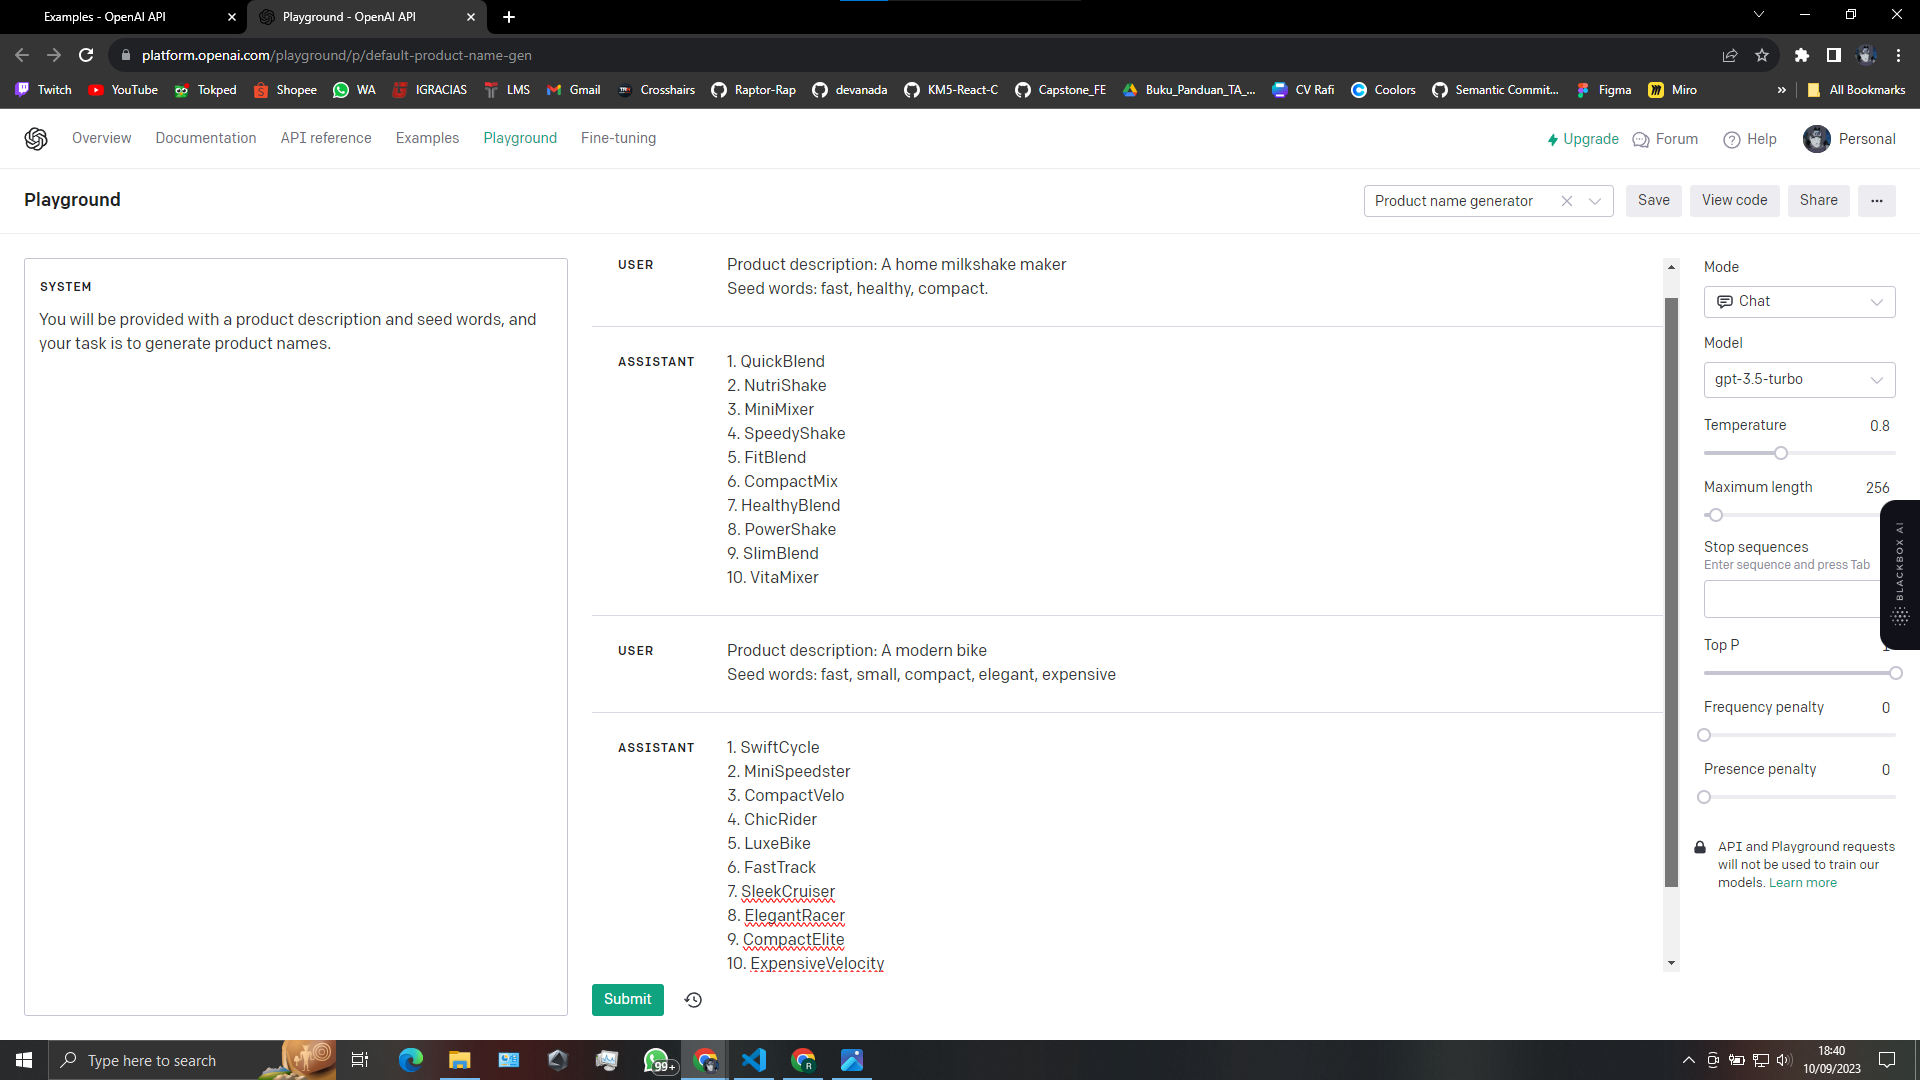 Examples - OpenAI API
Playground - OpenAI API
platform.openai.com/playground/p/default-product-name-gen
Twitch
YouTube
Tokped
Shopee
WA
IGRACIAS
LMS
Gmail
Crosshairs
Raptor-Rap
devanada
KM5-React-C
Capstone_FE
Buku_Panduan_TA_...
CV Rafi
Coolors
Semantic Commit...
Figma
Miro
»
All Bookmarks
Overview
Documentation
API reference
Examples
Playground
Fine-tuning
Upgrade
Forum
Help
Personal
Playground
Product name generator
Save
View code
Share
...
SYSTEM
You will be provided with a product description and seed words, and
your task is to generate product names.
USER
Product description: A home milkshake maker
Seed words: fast, healthy, compact.
ASSISTANT
1. QuickBlend
2. NutriShake
3. MiniMixer
4. SpeedyShake
5. FitBlend
6. CompactMix
7. HealthyBlend
8. PowerShake
9. SlimBlend
10. VitaMixer
USER
Product description: A modern bike
Seed words: fast, small, compact, elegant, expensive
ASSISTANT
1. SwiftCycle
2. MiniSpeedster
3. CompactVelo
4. ChicRider
5. LuxeBike
6. FastTrack
7. SleekCruiser
8. ElegantRacer
9. CompactElite
10. ExpensiveVelocity
Submit
Mode
Chat
Model
gpt-3.5-turbo
Temperature 0.8
Maximum length 256
Stop sequences
Enter sequence and press Tab
Top P 1
Frequency penalty 0
Presence penalty 0
API and Playground requests
will not be used to train our
models. Learn more
BLACKBOX AI
Type here to search
99+
R
18:40
10/09/2023